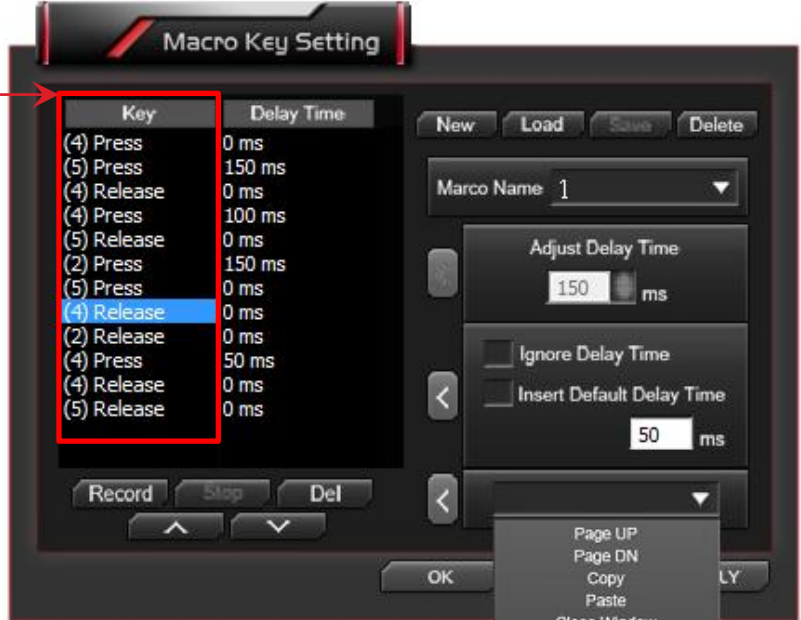 Macro Key Setting
Key Delay Time
(4) Press 0 ms
(5) Press 150 ms
(4) Release 0 ms
(4) Press 100 ms
(5) Release 0 ms
(2) Press 150 ms
(5) Press 0 ms
(4) Release 0 ms
(2) Release 0 ms
(4) Press 50 ms
(4) Release 0 ms
(5) Release 0 ms
Record Stop Del
New Load Save Delete
Marco Name 1
Adjust Delay Time
150 ms
Ignore Delay Time
Insert Default Delay Time
50 ms
Page UP
Page DN
Copy
Paste
Close Window
OK LY